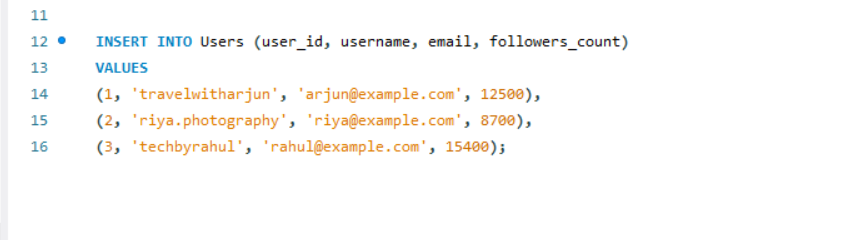 11
12 INSERT INTO Users (user_id, username, email, followers_count)
13 VALUES
14 (1, 'travelwitharjun', 'arjun@example.com', 12500),
15 (2, 'riya.photography', 'riya@example.com', 8700),
16 (3, 'techbyrahul', 'rahul@example.com', 15400);